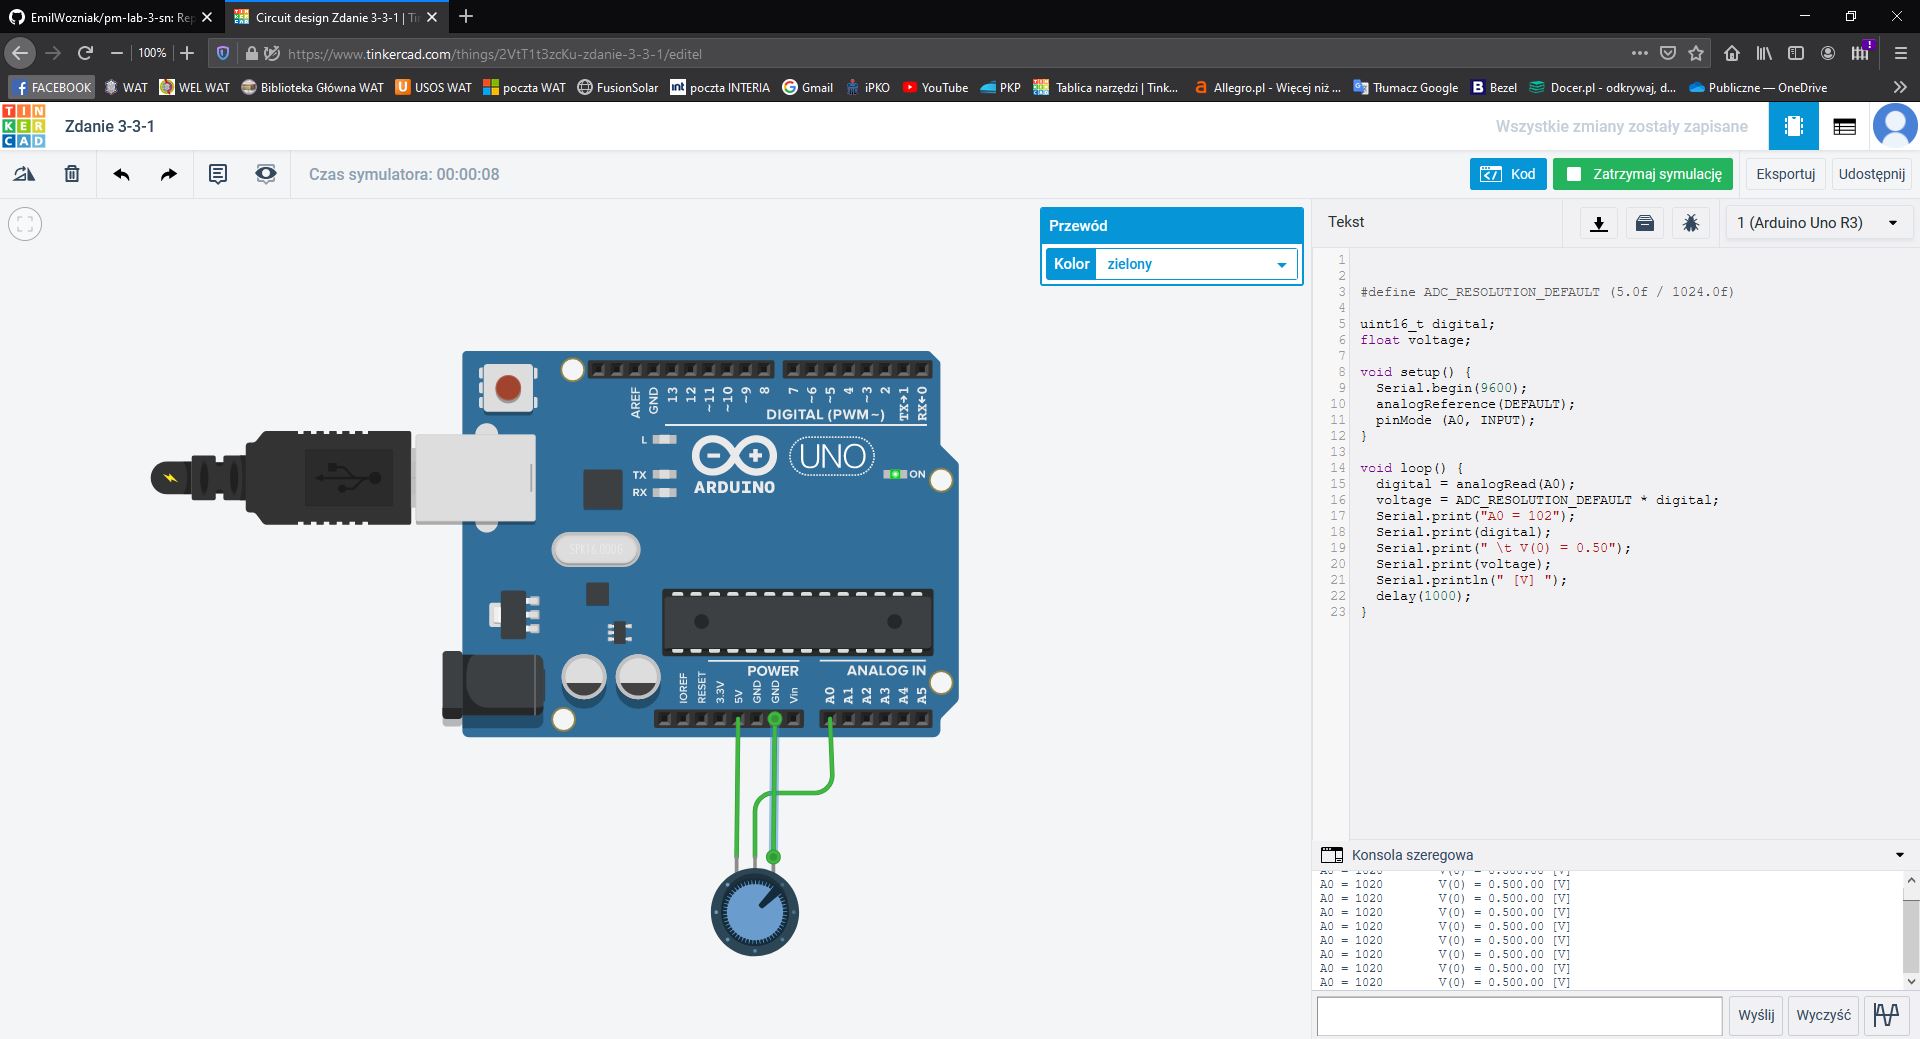 EmilWozniak/pm-lab-3-sn: Rep
Circuit design Zdanie 3-3-1 | Tin
100%
https://www.tinkercad.com/things/2VtT1t3zcKu-zdanie-3-3-1/editel
1
FACEBOOK WAT WEL WAT Biblioteka Główna WAT USOS WAT poczta WAT FusionSolar int poczta INTERIA Gmail iPKO YouTube PKP Tablica narzędzi | Tink... Allegro.pl - Więcej niż ... Tłumacz Google B Bezel Docer.pl - odkrywaj, d... Publiczne — OneDrive
TIN
KER
CAD
Zdanie 3-3-1
Wszystkie zmiany zostały zapisane
Czas symulatora: 00:00:08
Kod
Zatrzymaj symulację
Eksportuj
Udostępnij
Przewód
Kolor zielony
AREF GND 13 12 ~11 ~10 ~9 8 7 ~6 ~5 4 ~3 2 TX→1 RX←0
DIGITAL (PWM~)
L
TX
RX
UNO
ARDUINO
ON
SPK16.000G
POWER
ANALOG IN
IOREF RESET 3.3V 5V GND GND Vin A0 A1 A2 A3 A4 A5
Tekst
1 (Arduino Uno R3)
1
2
3 #define ADC_RESOLUTION_DEFAULT (5.0f / 1024.0f)
4
5 uint16_t digital;
6 float voltage;
7
8 void setup() {
9 Serial.begin(9600);
10 analogReference(DEFAULT);
11 pinMode (A0, INPUT);
12 }
13
14 void loop() {
15 digital = analogRead(A0);
16 voltage = ADC_RESOLUTION_DEFAULT * digital;
17 Serial.print("A0 = 102");
18 Serial.print(digital);
19 Serial.print(" \t V(0) = 0.50");
20 Serial.print(voltage);
21 Serial.println(" [V] ");
22 delay(1000);
23 }
Konsola szeregowa
A0 = 1020 V(0) = 0.500.00 [V]
A0 = 1020 V(0) = 0.500.00 [V]
A0 = 1020 V(0) = 0.500.00 [V]
A0 = 1020 V(0) = 0.500.00 [V]
A0 = 1020 V(0) = 0.500.00 [V]
A0 = 1020 V(0) = 0.500.00 [V]
A0 = 1020 V(0) = 0.500.00 [V]
A0 = 1020 V(0) = 0.500.00 [V]
A0 = 1020 V(0) = 0.500.00 [V]
Wyślij
Wyczyść